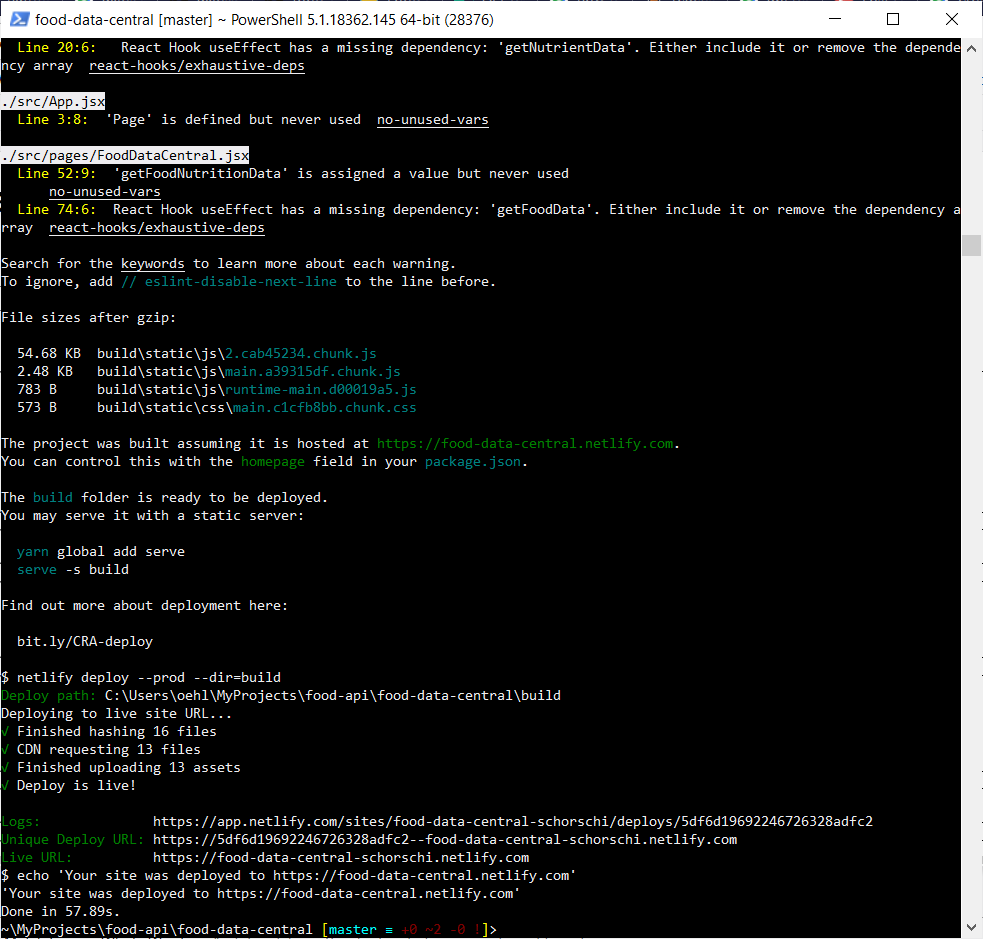 food-data-central [master] ~ PowerShell 5.1.18362.145 64-bit (28376)
Line 20:6:   React Hook useEffect has a missing dependency: 'getNutrientData'. Either include it or remove the depende
ncy array  react-hooks/exhaustive-deps
./src/App.jsx
Line 3:8:  'Page' is defined but never used  no-unused-vars
./src/pages/FoodDataCentral.jsx
Line 52:9:  'getFoodNutritionData' is assigned a value but never used
no-unused-vars
Line 74:6:  React Hook useEffect has a missing dependency: 'getFoodData'. Either include it or remove the dependency a
rray  react-hooks/exhaustive-deps
Search for the keywords to learn more about each warning.
To ignore, add // eslint-disable-next-line to the line before.
File sizes after gzip:
54.68 KB  build\static\js\2.cab45234.chunk.js
2.48 KB   build\static\js\main.a39315df.chunk.js
783 B     build\static\js\runtime-main.d00019a5.js
573 B     build\static\css\main.c1cfb8bb.chunk.css
The project was built assuming it is hosted at https://food-data-central.netlify.com.
You can control this with the homepage field in your package.json.
The build folder is ready to be deployed.
You may serve it with a static server:
yarn global add serve
serve -s build
Find out more about deployment here:
bit.ly/CRA-deploy
$ netlify deploy --prod --dir=build
Deploy path: C:\Users\oehl\MyProjects\food-api\food-data-central\build
Deploying to live site URL...
√ Finished hashing 16 files
√ CDN requesting 13 files
√ Finished uploading 13 assets
√ Deploy is live!
Logs:              https://app.netlify.com/sites/food-data-central-schorschi/deploys/5df6d19692246726328adfc2
Unique Deploy URL: https://5df6d19692246726328adfc2--food-data-central-schorschi.netlify.com
Live URL:          https://food-data-central-schorschi.netlify.com
$ echo 'Your site was deployed to https://food-data-central.netlify.com'
'Your site was deployed to https://food-data-central.netlify.com'
Done in 57.89s.
~\MyProjects\food-api\food-data-central [master ≡ +0 ~2 -0 !]>